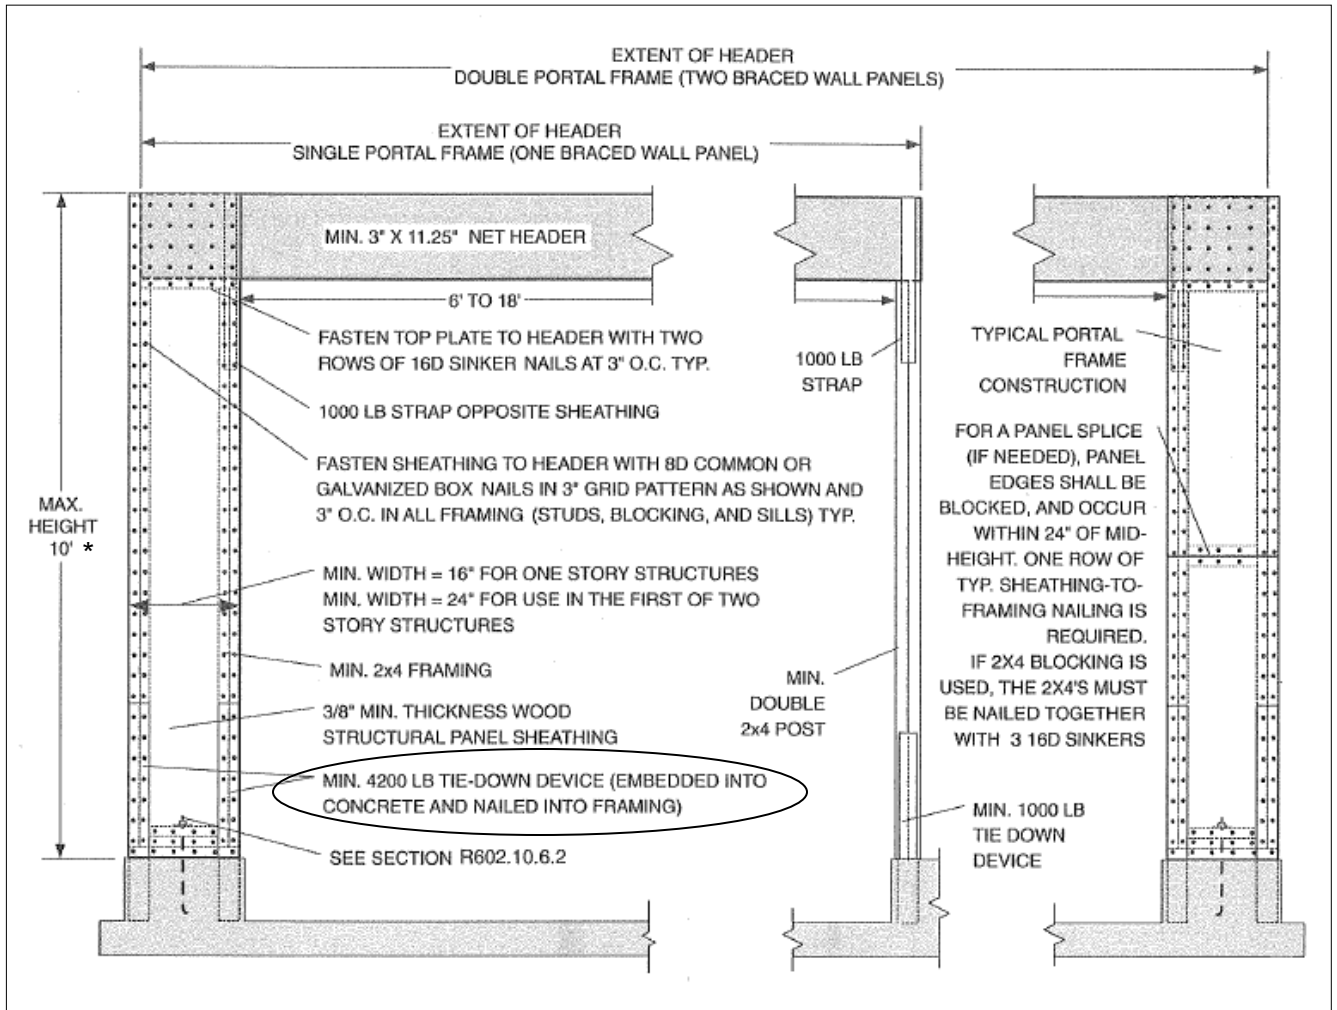 EXTENT OF HEADER
DOUBLE PORTAL FRAME (TWO BRACED WALL PANELS)
EXTENT OF HEADER
SINGLE PORTAL FRAME (ONE BRACED WALL PANEL)
MIN. 3" X 11.25" NET HEADER
6' TO 18'
FASTEN TOP PLATE TO HEADER WITH TWO
ROWS OF 16D SINKER NAILS AT 3" O.C. TYP.
1000 LB STRAP OPPOSITE SHEATHING
FASTEN SHEATHING TO HEADER WITH 8D COMMON OR
GALVANIZED BOX NAILS IN 3" GRID PATTERN AS SHOWN AND
3" O.C. IN ALL FRAMING (STUDS, BLOCKING, AND SILLS) TYP.
MAX.
HEIGHT
10' *
MIN. WIDTH = 16" FOR ONE STORY STRUCTURES
MIN. WIDTH = 24" FOR USE IN THE FIRST OF TWO
STORY STRUCTURES
MIN. 2x4 FRAMING
3/8" MIN. THICKNESS WOOD
STRUCTURAL PANEL SHEATHING
MIN. 4200 LB TIE-DOWN DEVICE (EMBEDDED INTO
CONCRETE AND NAILED INTO FRAMING)
SEE SECTION R602.10.6.2
1000 LB
STRAP
MIN.
DOUBLE
2x4 POST
TYPICAL PORTAL
FRAME
CONSTRUCTION
FOR A PANEL SPLICE
(IF NEEDED), PANEL
EDGES SHALL BE
BLOCKED, AND OCCUR
WITHIN 24" OF MID-
HEIGHT. ONE ROW OF
TYP. SHEATHING-TO-
FRAMING NAILING IS
REQUIRED.
IF 2X4 BLOCKING IS
USED, THE 2X4'S MUST
BE NAILED TOGETHER
WITH 3 16D SINKERS
MIN. 1000 LB
TIE DOWN
DEVICE